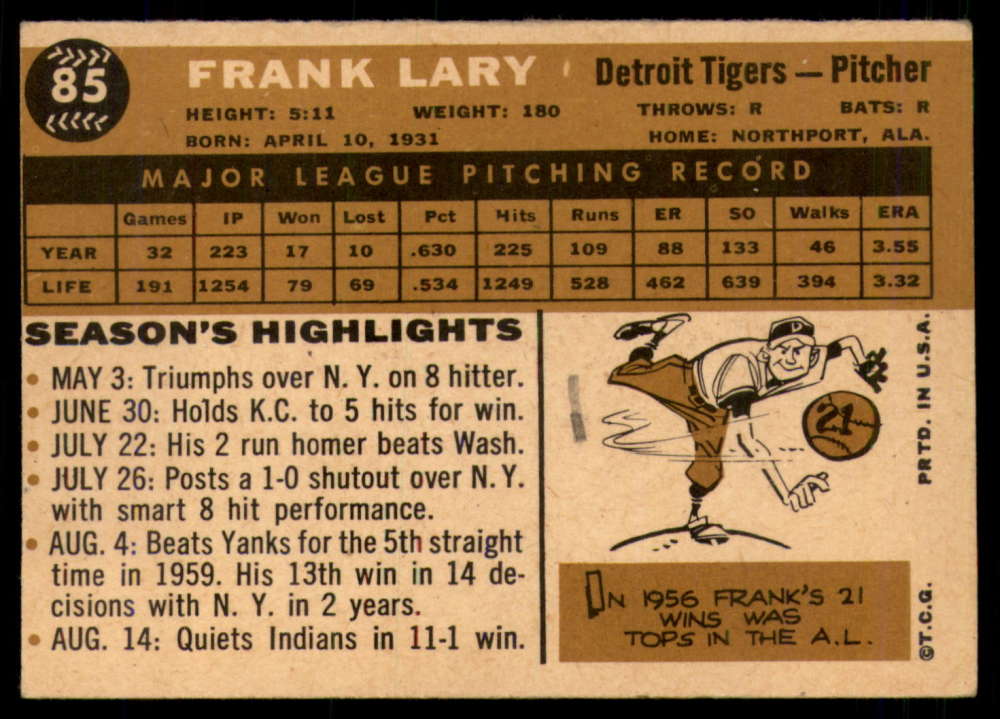 85
FRANK LARY
Detroit Tigers — Pitcher
HEIGHT: 5:11 WEIGHT: 180 THROWS: R BATS: R
BORN: APRIL 10, 1931 HOME: NORTHPORT, ALA.
MAJOR LEAGUE PITCHING RECORD
Games IP Won Lost Pct Hits Runs ER SO Walks ERA
YEAR 32 223 17 10 .630 225 109 88 133 46 3.55
LIFE 191 1254 79 69 .534 1249 528 462 639 394 3.32
SEASON'S HIGHLIGHTS
• MAY 3: Triumphs over N. Y. on 8 hitter.
• JUNE 30: Holds K.C. to 5 hits for win.
• JULY 22: His 2 run homer beats Wash.
• JULY 26: Posts a 1-0 shutout over N. Y.
with smart 8 hit performance.
• AUG. 4: Beats Yanks for the 5th straight
time in 1959. His 13th win in 14 de-
cisions with N. Y. in 2 years.
• AUG. 14: Quiets Indians in 11-1 win.
21
IN 1956 FRANK'S 21
WINS WAS
TOPS IN THE A.L.
PRTD. IN U.S.A.
©T.C.G.